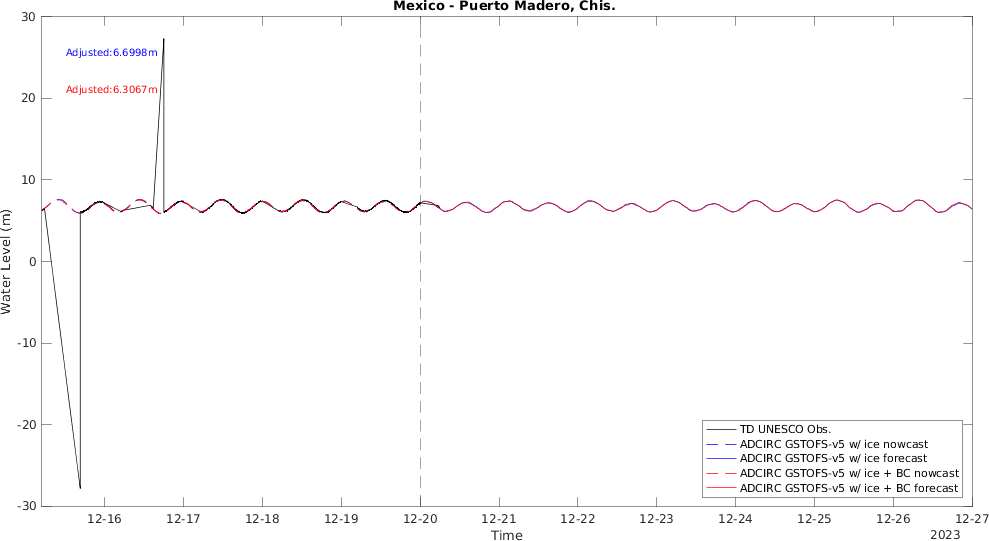 Mexico - Puerto Madero, Chis.
30
20
10
0
-10
-20
-30
Water Level (m)
Adjusted:6.6998m
Adjusted:6.3067m
TD UNESCO Obs.
ADCIRC GSTOFS-v5 w/ ice nowcast
ADCIRC GSTOFS-v5 w/ ice forecast
ADCIRC GSTOFS-v5 w/ ice + BC nowcast
ADCIRC GSTOFS-v5 w/ ice + BC forecast
12-16 12-17 12-18 12-19 12-20 12-21 12-22 12-23 12-24 12-25 12-26 12-27
Time
2023